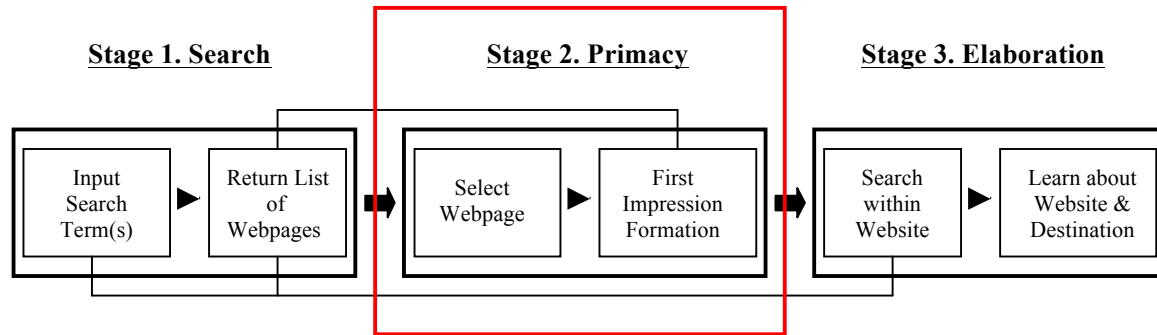 Stage 1. Search
Stage 2. Primacy
Stage 3. Elaboration
Input
Search
Term(s)
Return List
of
Webpages
Select
Webpage
First
Impression
Formation
Search
within
Website
Learn about
Website &
Destination